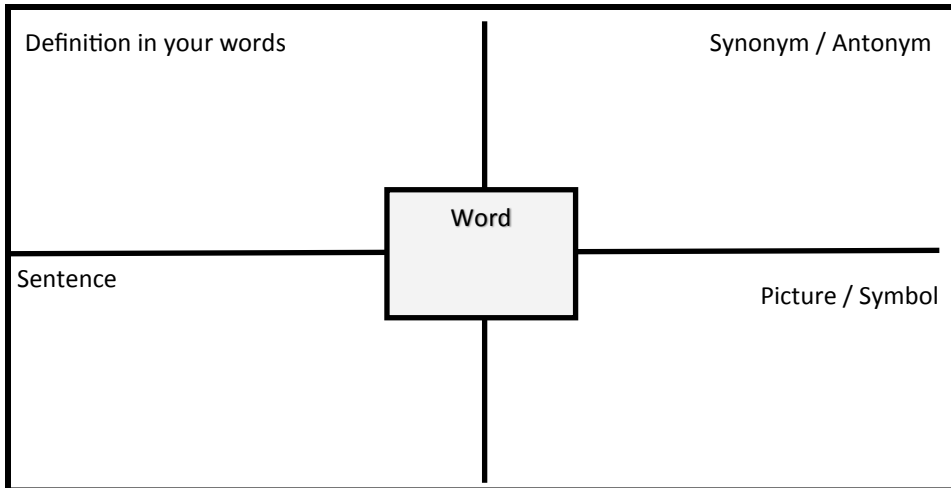 Definition in your words
Synonym / Antonym
Word
Sentence
Picture / Symbol